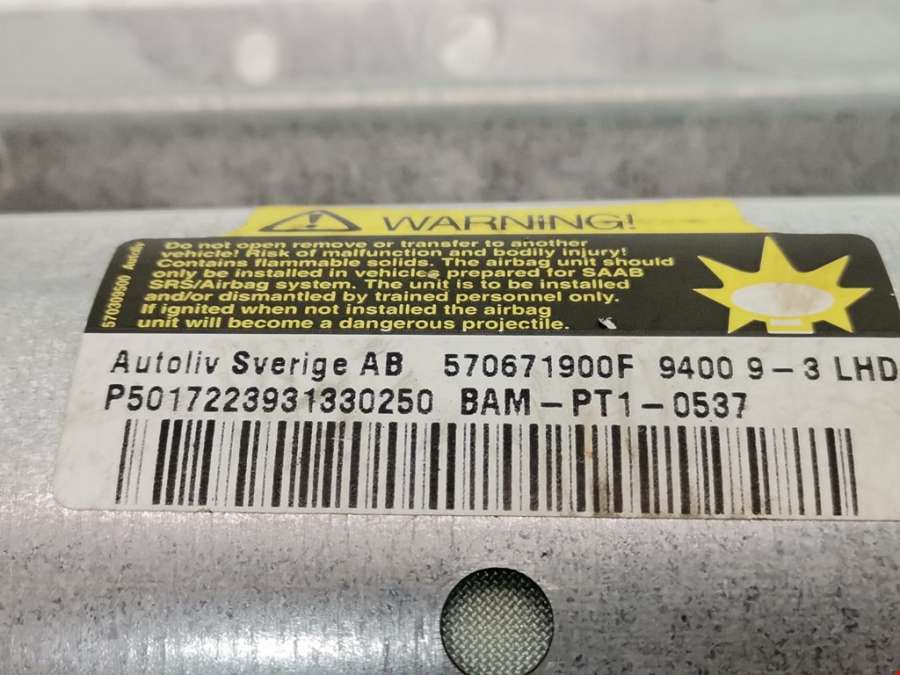 WARNiNG!
Do not open remove or transfer to another
vehicle! Risk of malfunction and bodily injury!
Contains flammable solids. The airbag unit should
only be installed in vehicles prepared for SAAB
SRS/Airbag system. The unit is to be installed
and/or dismantled by trained personnel only.
If ignited when not installed the airbag
unit will become a dangerous projectile.
570309500 Autoliv
Autoliv Sverige AB 570671900F 9400 9-3 LHD
P5017223931330250 BAM-PT1-0537